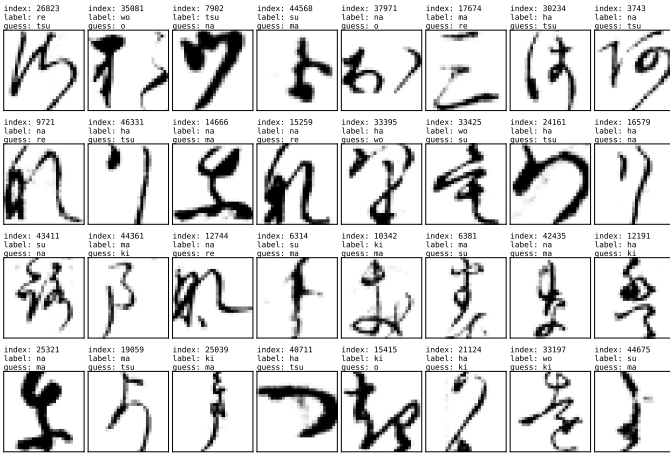 index: 26823 index: 35081 index: 7902 index: 44568 index: 37971 index: 17674 index: 30234 index: 3743
label: re label: wo label: tsu label: su label: na label: ma label: ha label: na
guess: tsu guess: o guess: na guess: ma guess: o guess: re guess: tsu guess: tsu
index: 9721 index: 46331 index: 14666 index: 15259 index: 33395 index: 33425 index: 24161 index: 16579
label: na label: ha label: na label: na label: ha label: wo label: ha label: ha
guess: re guess: tsu guess: ma guess: re guess: wo guess: su guess: tsu guess: na
index: 43411 index: 44361 index: 12744 index: 6314 index: 10342 index: 6381 index: 42435 index: 12191
label: su label: ma label: na label: su label: ki label: ma label: na label: ha
guess: na guess: ki guess: re guess: ma guess: ma guess: su guess: ma guess: ki
index: 25321 index: 19059 index: 25039 index: 40711 index: 15415 index: 21124 index: 33197 index: 44675
label: na label: ma label: ki label: ha label: ki label: ha label: wo label: su
guess: ma guess: tsu guess: ma guess: tsu guess: o guess: ki guess: ki guess: ma